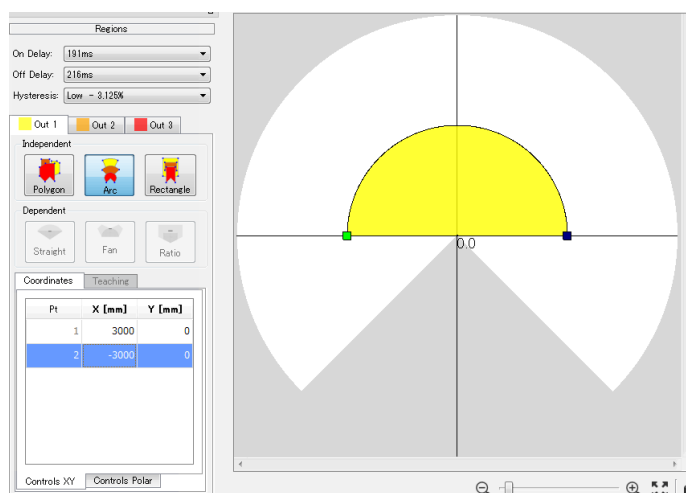 Regions
On Delay: 191ms
Off Delay: 216ms
Hysteresis: Low - 3.125%
Out 1 Out 2 Out 3
Independent
Polygon Arc Rectangle
Dependent
Straight Fan Ratio
Coordinates Teaching
Pt X [mm] Y [mm]
1 3000 0
2 -3000 0
Controls XY Controls Polar
0.0